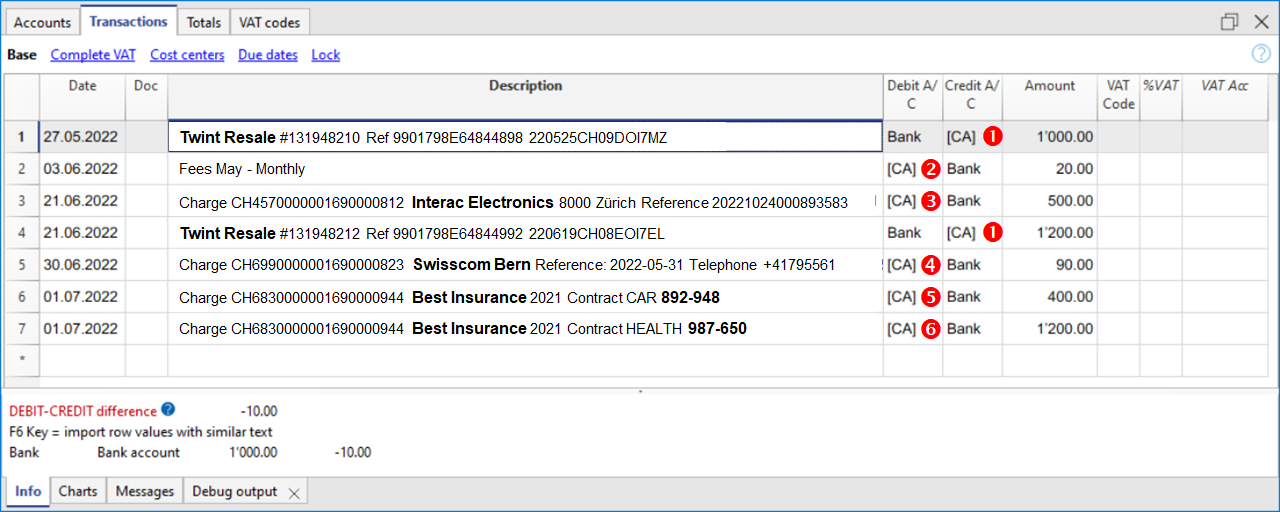 Accounts Transactions Totals VAT codes
Base Complete VAT Cost centers Due dates Lock ?
Date Doc Description Debit A/C Credit A/C Amount VAT Code %VAT VAT Acc
1 27.05.2022 Twint Resale #131948210 Ref 9901798E64844898 220525CH09DOI7MZ Bank [CA] 1 1'000.00
2 03.06.2022 Fees May - Monthly [CA] 2 Bank 20.00
3 21.06.2022 Charge CH4570000001690000812 Interac Electronics 8000 Zürich Reference 20221024000893583 [CA] 3 Bank 500.00
4 21.06.2022 Twint Resale #131948212 Ref 9901798E64844992 220619CH08EOI7EL Bank [CA] 1 1'200.00
5 30.06.2022 Charge CH6990000001690000823 Swisscom Bern Reference: 2022-05-31 Telephone +41795561 [CA] 4 Bank 90.00
6 01.07.2022 Charge CH6830000001690000944 Best Insurance 2021 Contract CAR 892-948 [CA] 5 Bank 400.00
7 01.07.2022 Charge CH6830000001690000944 Best Insurance 2021 Contract HEALTH 987-650 [CA] 6 Bank 1'200.00
*
DEBIT-CREDIT difference ? -10.00
F6 Key = import row values with similar text
Bank Bank account 1'000.00 -10.00
Info Charts Messages Debug output